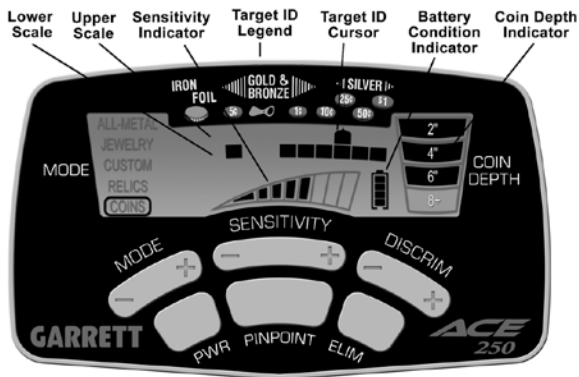 Lower Scale
Upper Scale
Sensitivity Indicator
Target ID Legend
Target ID Cursor
Battery Condition Indicator
Coin Depth Indicator
IRON
FOIL
GOLD & BRONZE
SILVER
5¢
1¢
10¢
25¢
50¢
$1
MODE
ALL-METAL
JEWELRY
CUSTOM
RELICS
COINS
2"
4"
6"
8+
COIN DEPTH
SENSITIVITY
MODE
- +
- +
DISCRIM
- +
GARRETT
PWR
PINPOINT
ELIM
ACE
250